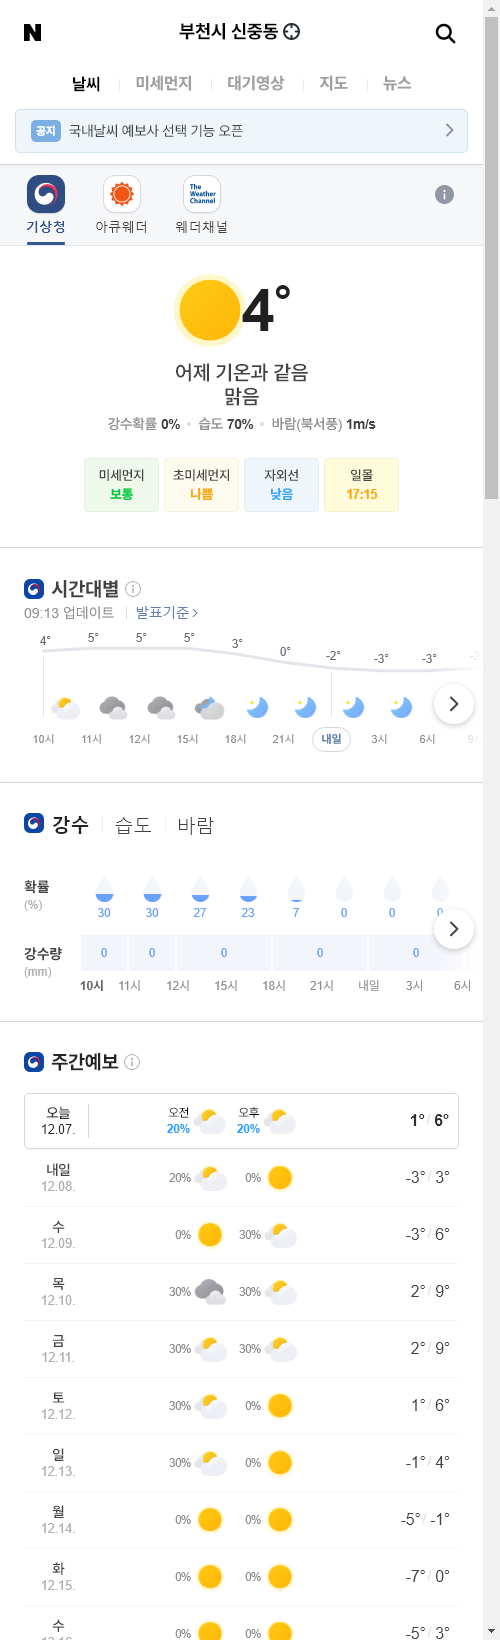 N
부천시 신중동
날씨 미세먼지 대기영상 지도 뉴스
공지 국내날씨 예보사 선택 기능 오픈
The Weather Channel
기상청 아큐웨더 웨더채널
4°
어제 기온과 같음
맑음
강수확률 0% 습도 70% 바람(북서풍) 1m/s
미세먼지 초미세먼지 자외선 일몰
보통 나쁨 낮음 17:15
시간대별
09:13 업데이트 발표기준
4° 5° 5° 5° 3° 0° -2° -3° -3° -2
10시 11시 12시 15시 18시 21시 내일 3시 6시 9
강수 습도 바람
확률
(%)
30 30 27 23 7 0 0 0
강수량
(mm)
0 0 0 0 0
10시 11시 12시 15시 18시 21시 내일 3시 6시
주간예보
오늘 오전 오후
12.07. 20% 20% 1° / 6°
내일
12.08. 20% 0% -3° / 3°
수
12.09. 0% 30% -3° / 6°
목
12.10. 30% 30% 2° / 9°
금
12.11. 30% 30% 2° / 9°
토
12.12. 30% 0% 1° / 6°
일
12.13. 30% 0% -1° / 4°
월
12.14. 0% 0% -5° / -1°
화
12.15. 0% 0% -7° / 0°
수 0% 0% -5° / 3°